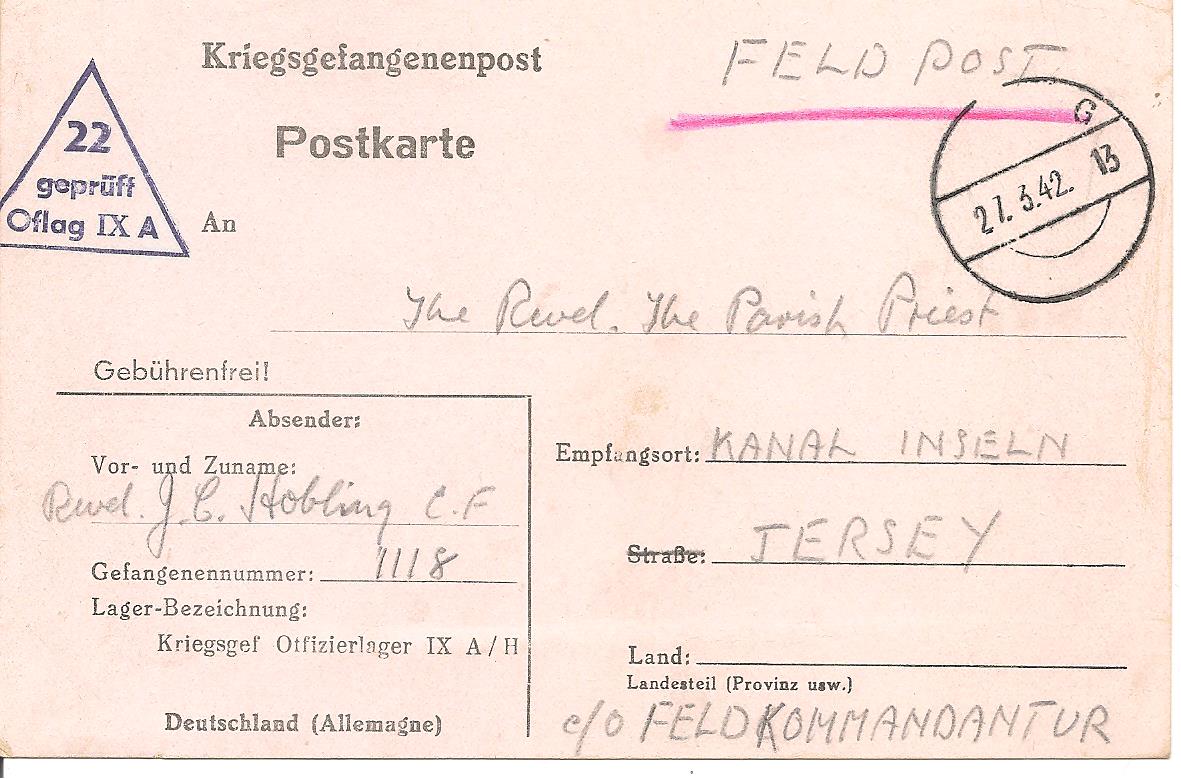 Kriegsgefangenenpost
FELD POST
22
geprüft
Oflag IX A
Postkarte
G
27.3.42. 13
An
The Revd. The Parish Priest
Gebührenfrei!
Absender:
Vor- und Zuname:
Revd. J. C. Hobling C.F
Gefangenennummer: 1118
Lager-Bezeichnung:
Kriegsgef Offizierlager IX A/H
Deutschland (Allemagne)
Empfangsort: KANAL INSELN
Straße: JERSEY
Land:
Landesteil (Provinz usw.)
c/o FELDKOMMANDANTUR